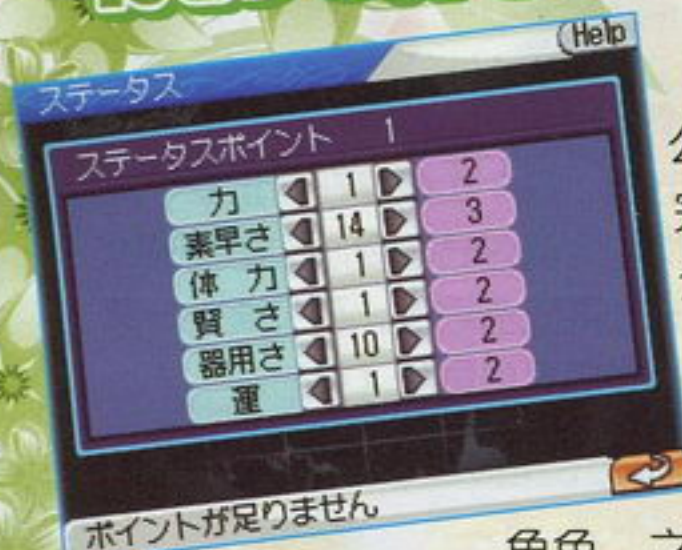 Help
ステータス
ステータスポイント 1
力 1 2
素早さ 14 3
体 力 1 2
賢 さ 1 2
器用さ 10 2
運 1 2
ポイントが足りません